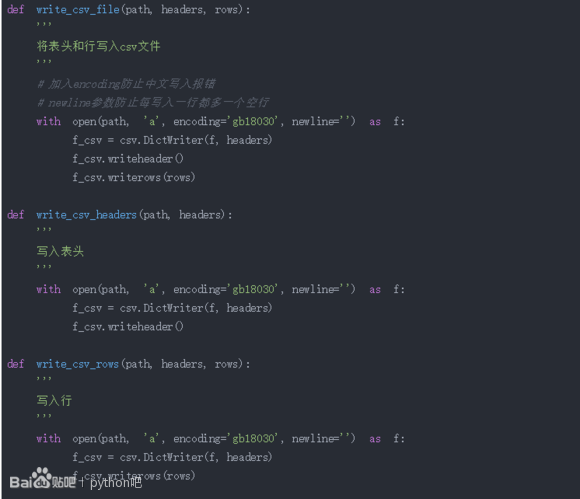 def write_csv_file(path, headers, rows):
'''
将表头和行写入csv文件
'''
# 加入encoding防止中文写入报错
# newline参数防止每写入一行都多一个空行
with open(path, 'a', encoding='gb18030', newline='') as f:
f_csv = csv.DictWriter(f, headers)
f_csv.writeheader()
f_csv.writerows(rows)
def write_csv_headers(path, headers):
'''
写入表头
'''
with open(path, 'a', encoding='gb18030', newline='') as f:
f_csv = csv.DictWriter(f, headers)
f_csv.writeheader()
def write_csv_rows(path, headers, rows):
'''
写入行
'''
with open(path, 'a', encoding='gb18030', newline='') as f:
f_csv = csv.DictWriter(f, headers)
f_csv.writerows(rows)
Bai 贴吧 | python吧